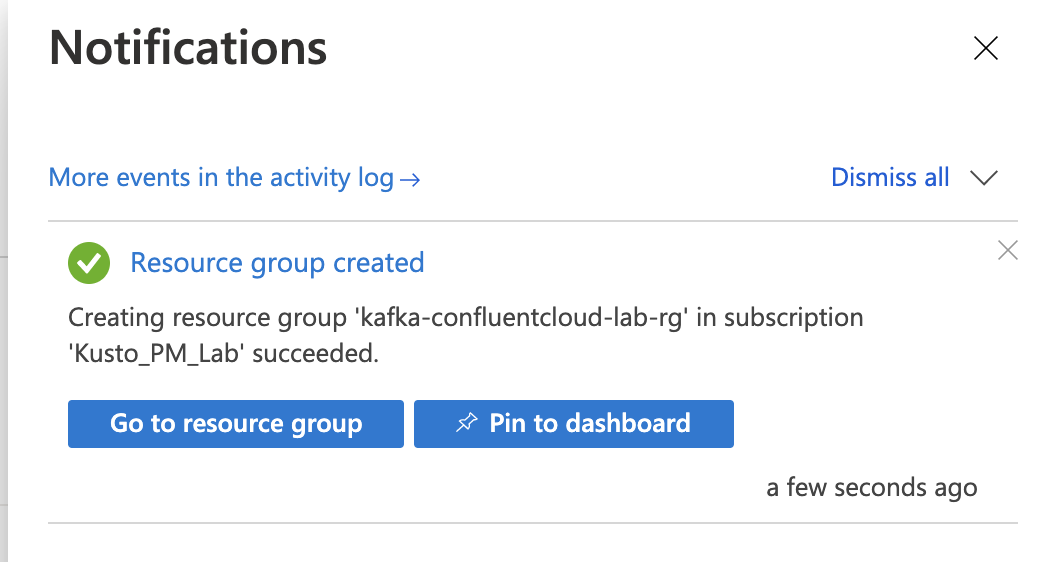 Notifications
More events in the activity log→
Dismiss all
Resource group created
Creating resource group 'kafka-confluentcloud-lab-rg' in subscription
'Kusto_PM_Lab' succeeded.
Go to resource group
Pin to dashboard
a few seconds ago